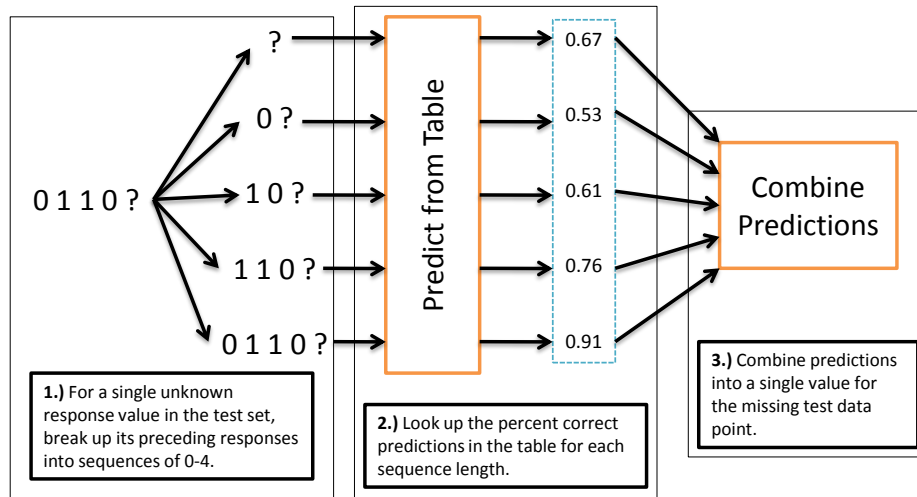 ?
0 ?
0 1 1 0 ?
1 0 ?
1 1 0 ?
0 1 1 0 ?
1.) For a single unknown
response value in the test set,
break up its preceding responses
into sequences of 0-4.
Predict from Table
0.67
0.53
0.61
0.76
0.91
2.) Look up the percent correct
predictions in the table for each
sequence length.
Combine
Predictions
3.) Combine predictions
into a single value for
the missing test data
point.